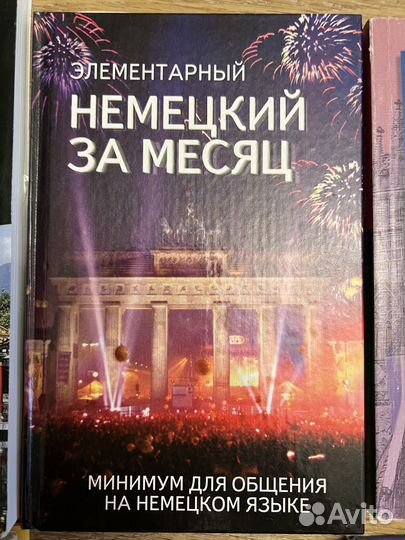 ЭЛЕМЕНТАРНЫЙ
НЕМЕЦКИЙ
ЗА МЕСЯЦ
МИНИМУМ ДЛЯ ОБЩЕНИЯ
НА НЕМЕЦКОМ ЯЗЫКЕ
Avito